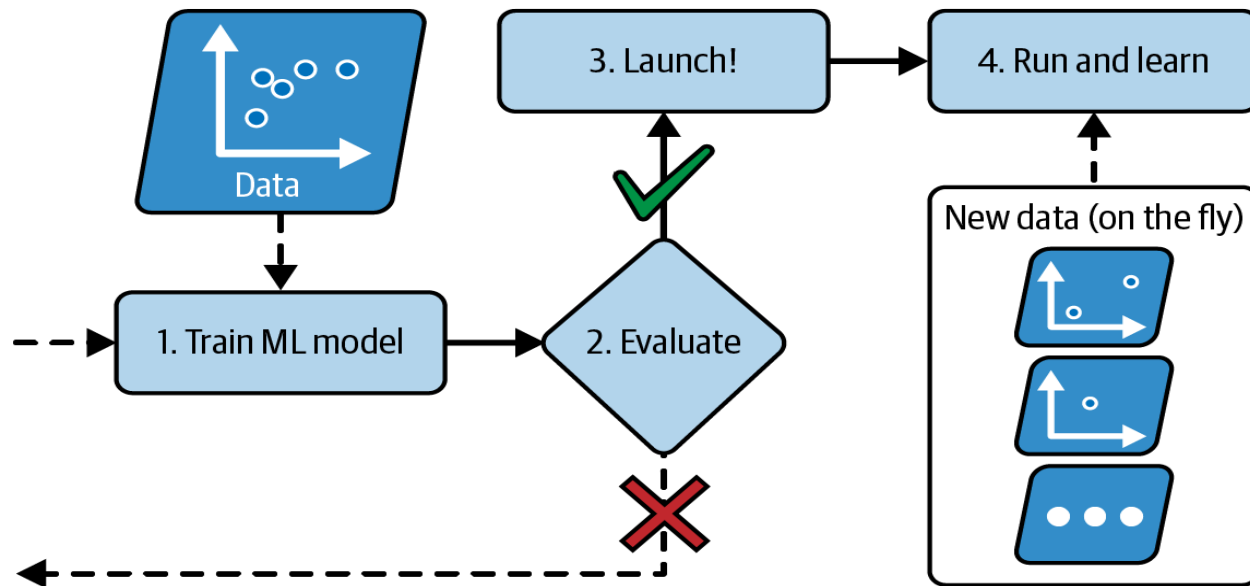 Data
1. Train ML model
2. Evaluate
3. Launch!
4. Run and learn
New data (on the fly)